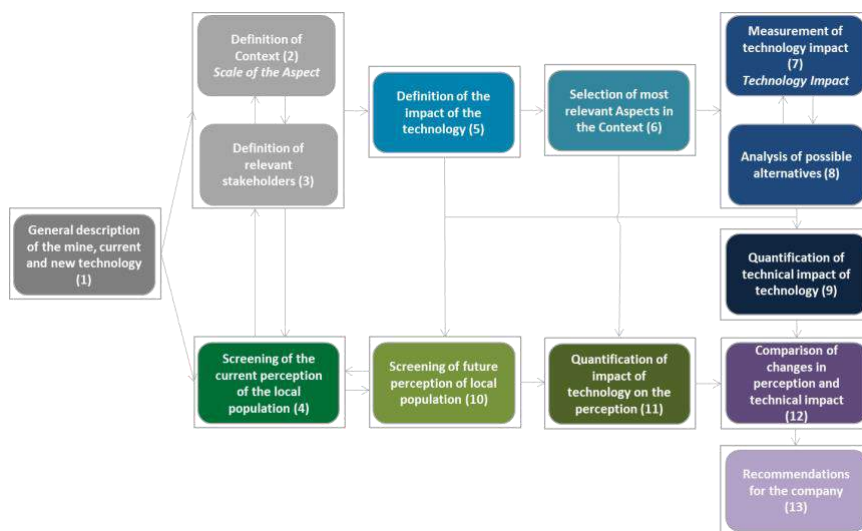 Definition of
Context (2)
Scale of the Aspect
Definition of
relevant
stakeholders (3)
General description
of the mine, current
and new technology
(1)
Screening of the
current perception
of the local
population (4)
Definition of the
impact of the
technology (5)
Selection of most
relevant Aspects in
the Context (6)
Measurement of
technology impact
(7)
Technology Impact
Analysis of possible
alternatives (8)
Quantification of
technical impact of
technology (9)
Screening of future
perception of local
population (10)
Quantification of
impact of
technology on the
perception (11)
Comparison of
changes in
perception and
technical impact
(12)
Recommendations
for the company
(13)